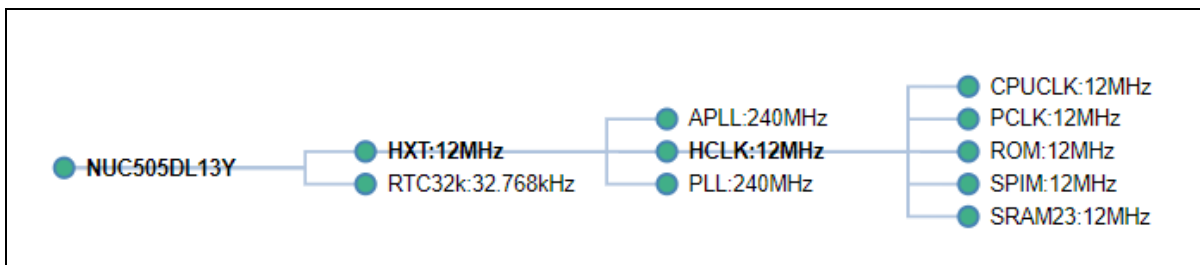 NUC505DL13Y
HXT:12MHz
RTC32k:32.768kHz
APLL:240MHz
HCLK:12MHz
PLL:240MHz
CPUCLK:12MHz
PCLK:12MHz
ROM:12MHz
SPIM:12MHz
SRAM23:12MHz